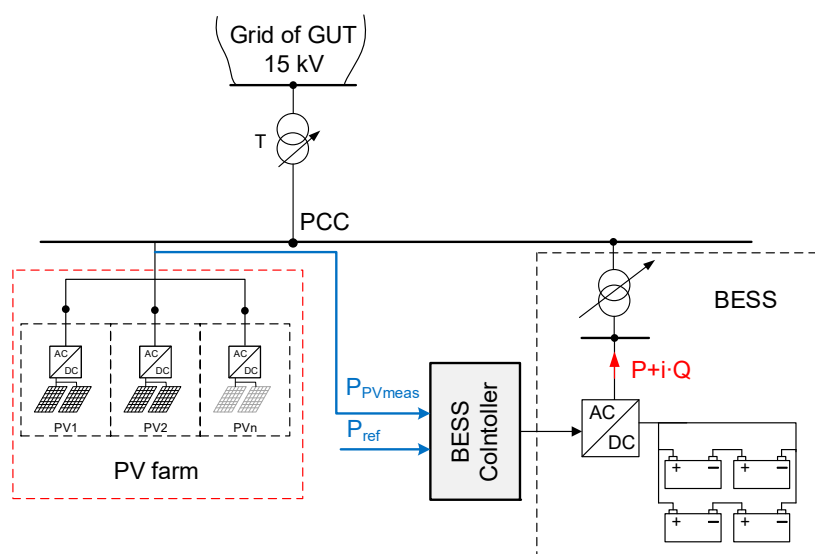 Grid of GUT
15 kV
T
PCC
BESS
P+i·Q
AC
DC
AC
DC
AC
DC
PV1
PV2
PVn
PV farm
PPVmeas
Pref
BESS
Colntoller
AC
DC
+ − + −
+ − + −